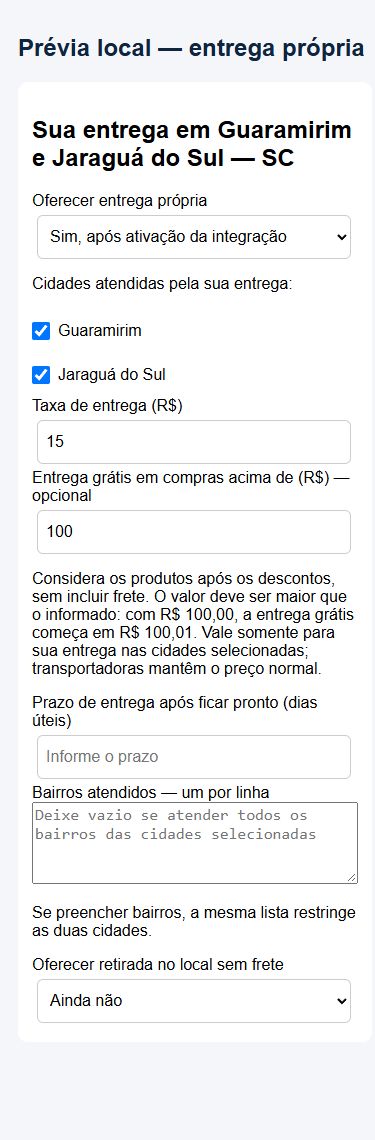 Prévia local — entrega própria
Sua entrega em Guaramirim
e Jaraguá do Sul — SC
Oferecer entrega própria
Sim, após ativação da integração
Cidades atendidas pela sua entrega:
Guaramirim
Jaraguá do Sul
Taxa de entrega (R$)
15
Entrega grátis em compras acima de (R$) —
opcional
100
Considera os produtos após os descontos,
sem incluir frete. O valor deve ser maior que
o informado: com R$ 100,00, a entrega grátis
começa em R$ 100,01. Vale somente para
sua entrega nas cidades selecionadas;
transportadoras mantêm o preço normal.
Prazo de entrega após ficar pronto (dias
úteis)
Informe o prazo
Bairros atendidos — um por linha
Deixe vazio se atender todos os
bairros das cidades selecionadas
Se preencher bairros, a mesma lista restringe
as duas cidades.
Oferecer retirada no local sem frete
Ainda não